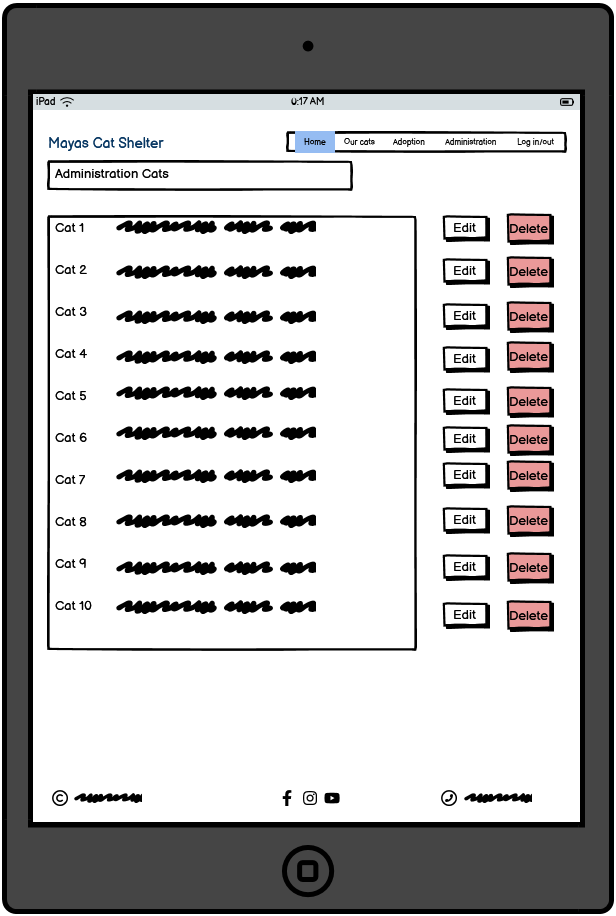 iPad 0:17 AM
Mayas Cat Shelter
Home Our cats Adoption Administration Log in/out
Administration Cats
Cat 1 Edit Delete
Cat 2 Edit Delete
Cat 3 Edit Delete
Cat 4 Edit Delete
Cat 5 Edit Delete
Cat 6 Edit Delete
Cat 7 Edit Delete
Cat 8 Edit Delete
Cat 9 Edit Delete
Cat 10 Edit Delete
©